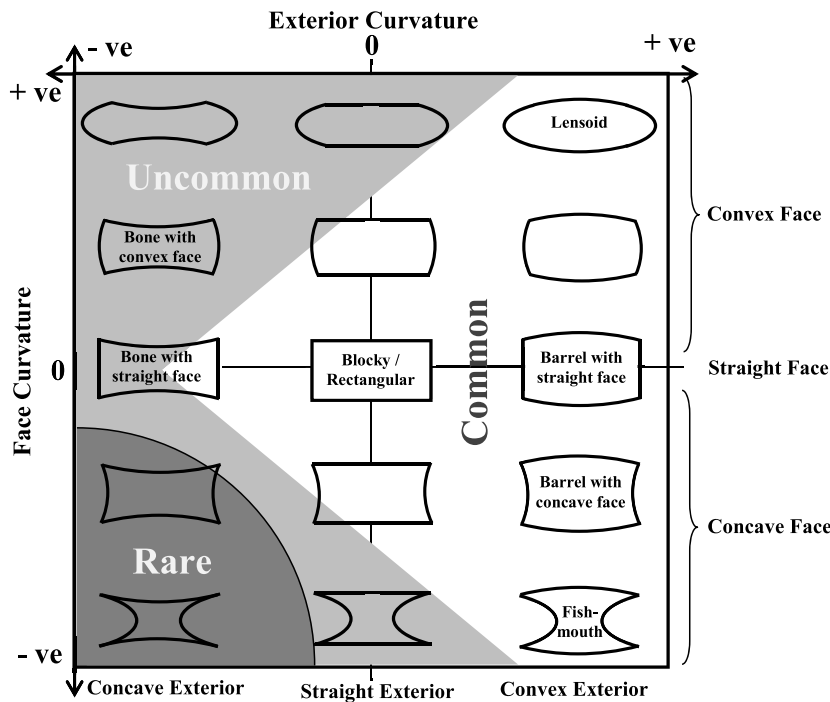 Exterior Curvature
- ve
0
+ ve
+ ve
Lensoid
Uncommon
Convex Face
Bone with
convex face
Face Curvature
Common
0
Bone with
straight face
Blocky /
Rectangular
Barrel with
straight face
Straight Face
Barrel with
concave face
Concave Face
Rare
Fish-
mouth
- ve
Concave Exterior
Straight Exterior
Convex Exterior